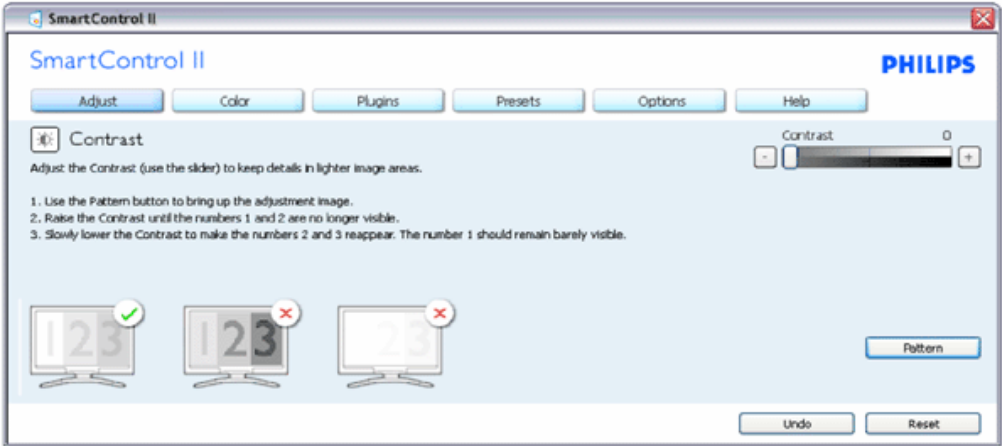 SmartControl II
SmartControl II
PHILIPS
Adjust Color Plugins Presets Options Help
Contrast
Contrast 0
- +
Adjust the Contrast (use the slider) to keep details in lighter image areas.
1. Use the Pattern button to bring up the adjustment image.
2. Raise the Contrast until the numbers 1 and 2 are no longer visible.
3. Slowly lower the Contrast to make the numbers 2 and 3 reappear. The number 1 should remain barely visible.
123 123 23
Pattern
Undo Reset